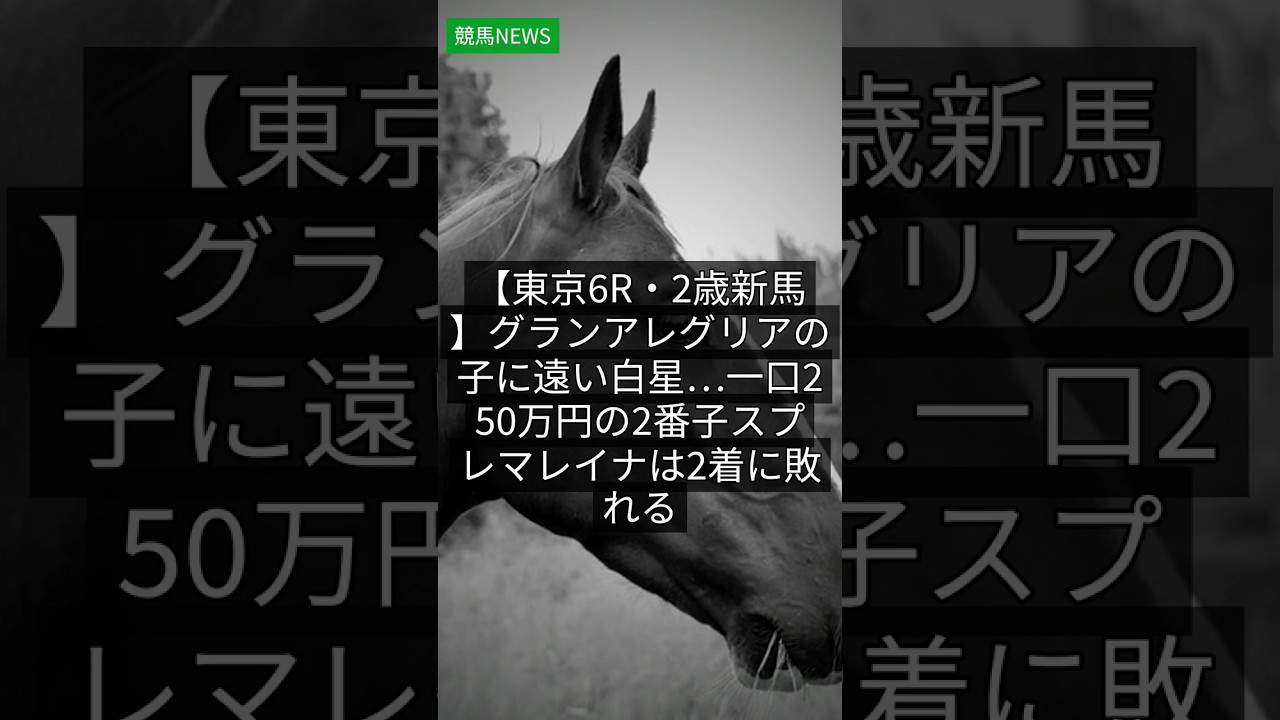 競馬NEWS
【東京6R・2歳新馬
】グランアレグリアの
子に遠い白星…一口2
50万円の2番子スプ
レマレイナは2着に敗
れる